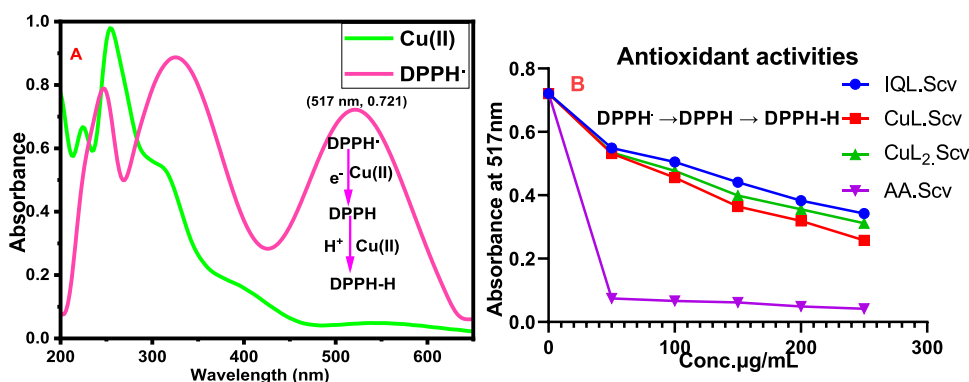 A
Cu(II)
DPPH·
(517 nm, 0.721)
DPPH·
e⁻ Cu(II)
DPPH
H⁺ Cu(II)
DPPH-H
1.0
0.8
0.6
0.4
0.2
0.0
Absorbance
200 300 400 500 600
Wavelength (nm)
Antioxidant activities
B
DPPH· → DPPH → DPPH-H
IQL.Scv
CuL.Scv
CuL₂.Scv
AA.Scv
0.8
0.6
0.4
0.2
0.0
Absorbance at 517nm
0 100 200 300
Conc.µg/mL